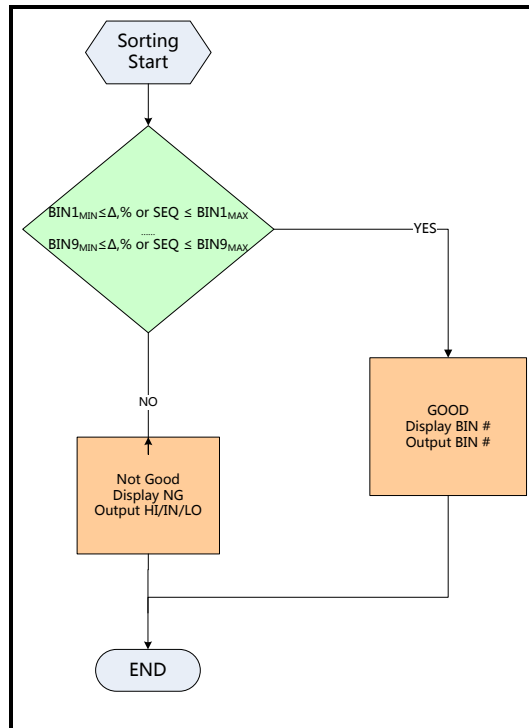 Sorting
Start
BIN1MIN≤Δ,% or SEQ ≤ BIN1MAX
......
BIN9MIN≤Δ,% or SEQ ≤ BIN9MAX
YES
NO
GOOD
Display BIN #
Output BIN #
Not Good
Display NG
Output HI/IN/LO
END